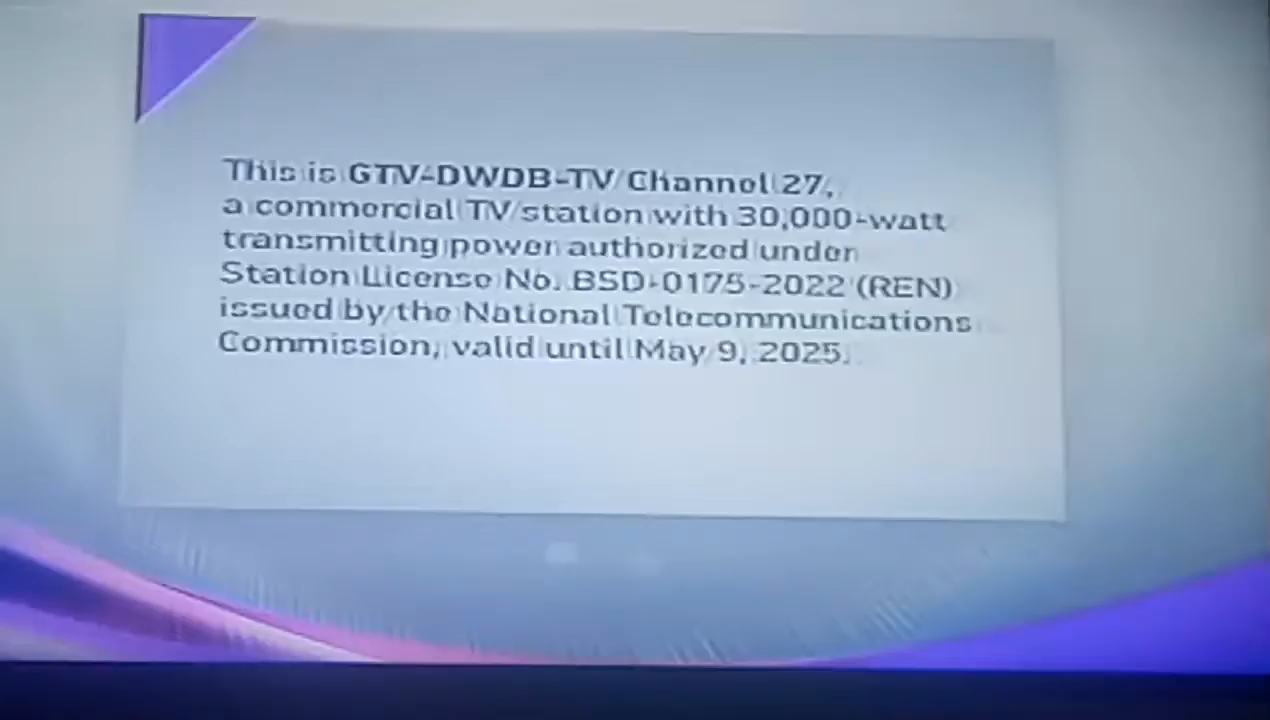 This is GTV-DWDB-TV Channel 27,
a commercial TV station with 30,000-watt
transmitting power authorized under
Station License No. BSD-0175-2022 (REN)
issued by the National Telecommunications
Commission, valid until May 9, 2025.